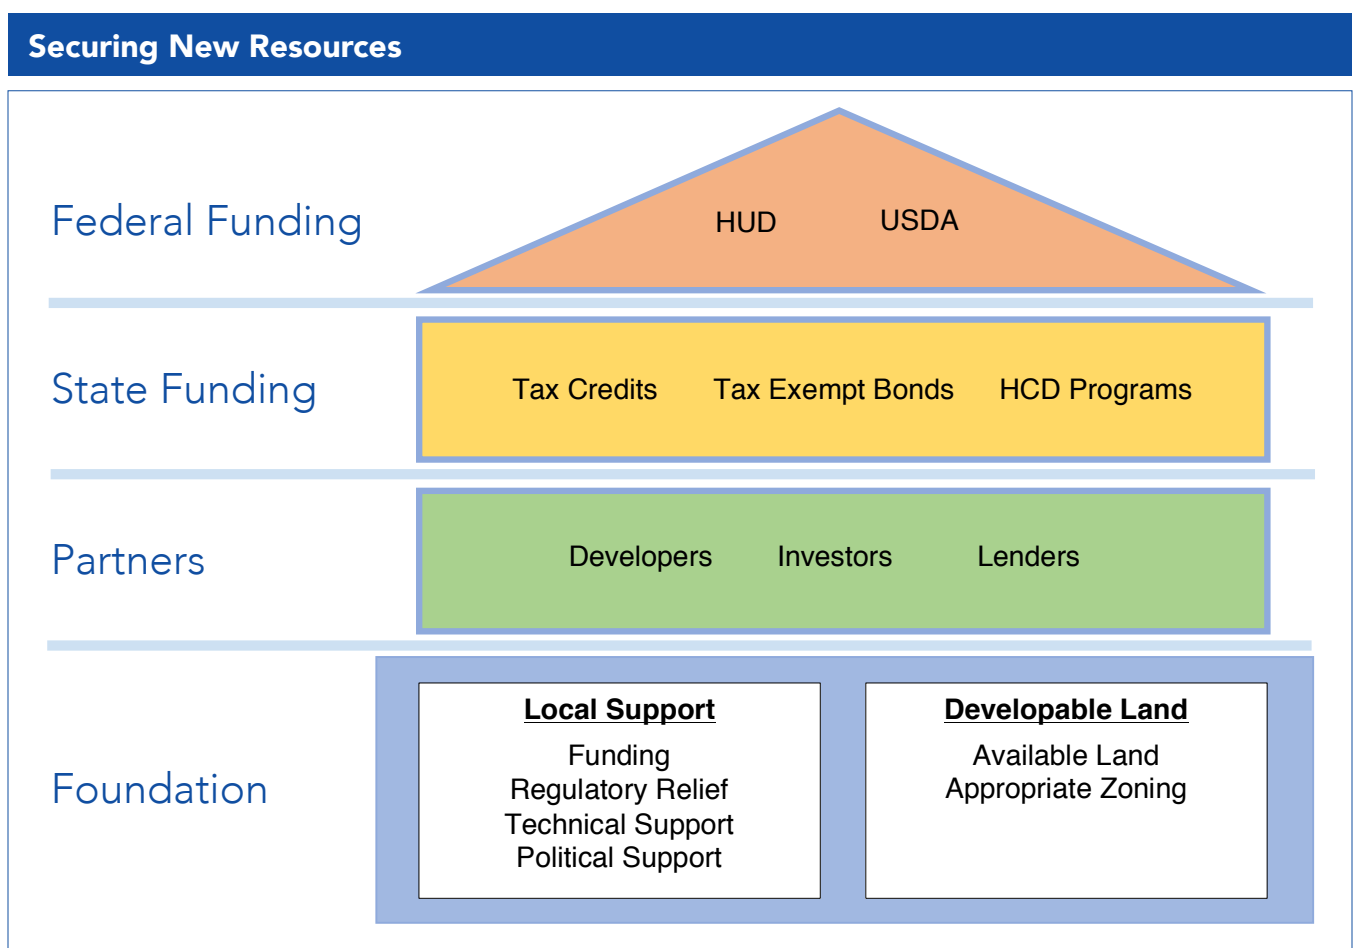 Securing New Resources
Federal Funding
HUD USDA
State Funding
Tax Credits Tax Exempt Bonds HCD Programs
Partners
Developers Investors Lenders
Foundation
Local Support
Funding
Regulatory Relief
Technical Support
Political Support
Developable Land
Available Land
Appropriate Zoning